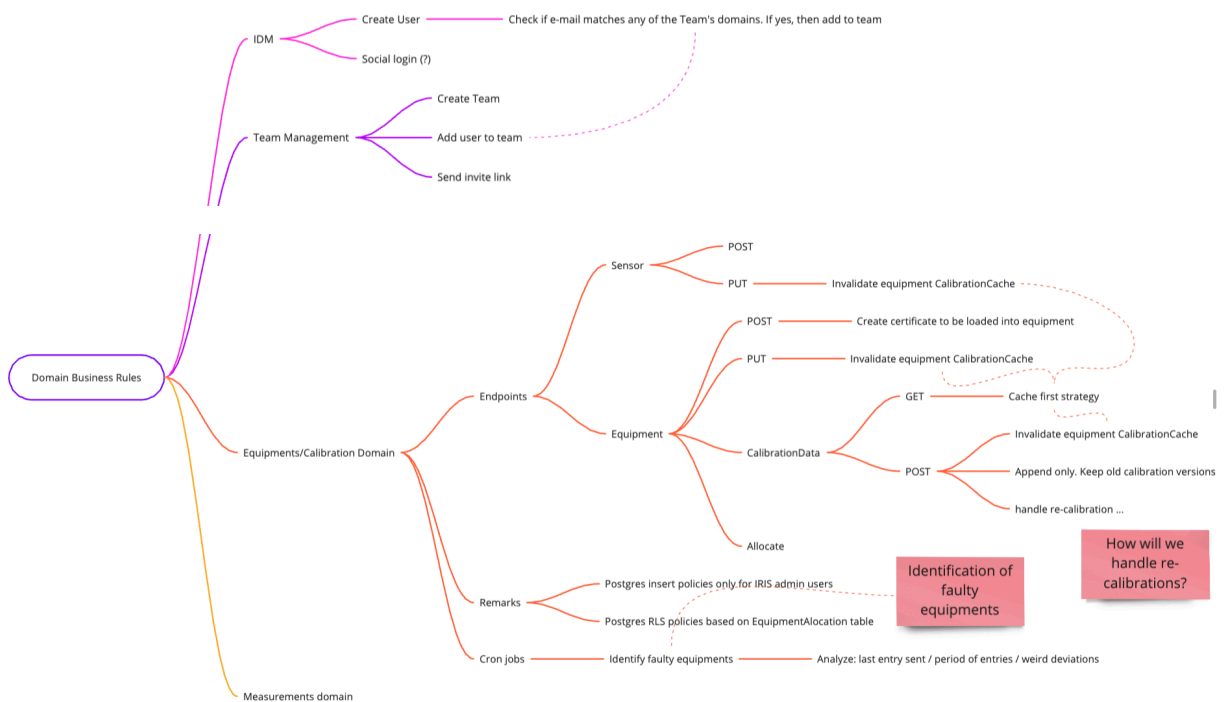 Create User
Check if e-mail matches any of the Team's domains. If yes, then add to team
IDM
Social login (?)
Create Team
Team Management
Add user to team
Send invite link
POST
Sensor
PUT
Invalidate equipment CalibrationCache
POST
Create certificate to be loaded into equipment
PUT
Invalidate equipment CalibrationCache
Domain Business Rules
Endpoints
GET
Cache first strategy
Equipment
Invalidate equipment CalibrationCache
Equipments/Calibration Domain
CalibrationData
POST
Append only. Keep old calibration versions
handle re-calibration ...
Allocate
How will we
handle re-
calibrations?
Identification of
faulty
equipments
Postgres insert policies only for IRIS admin users
Remarks
Postgres RLS policies based on EquipmentAlocation table
Cron jobs
Identify faulty equipments
Analyze: last entry sent / period of entries / weird deviations
Measurements domain